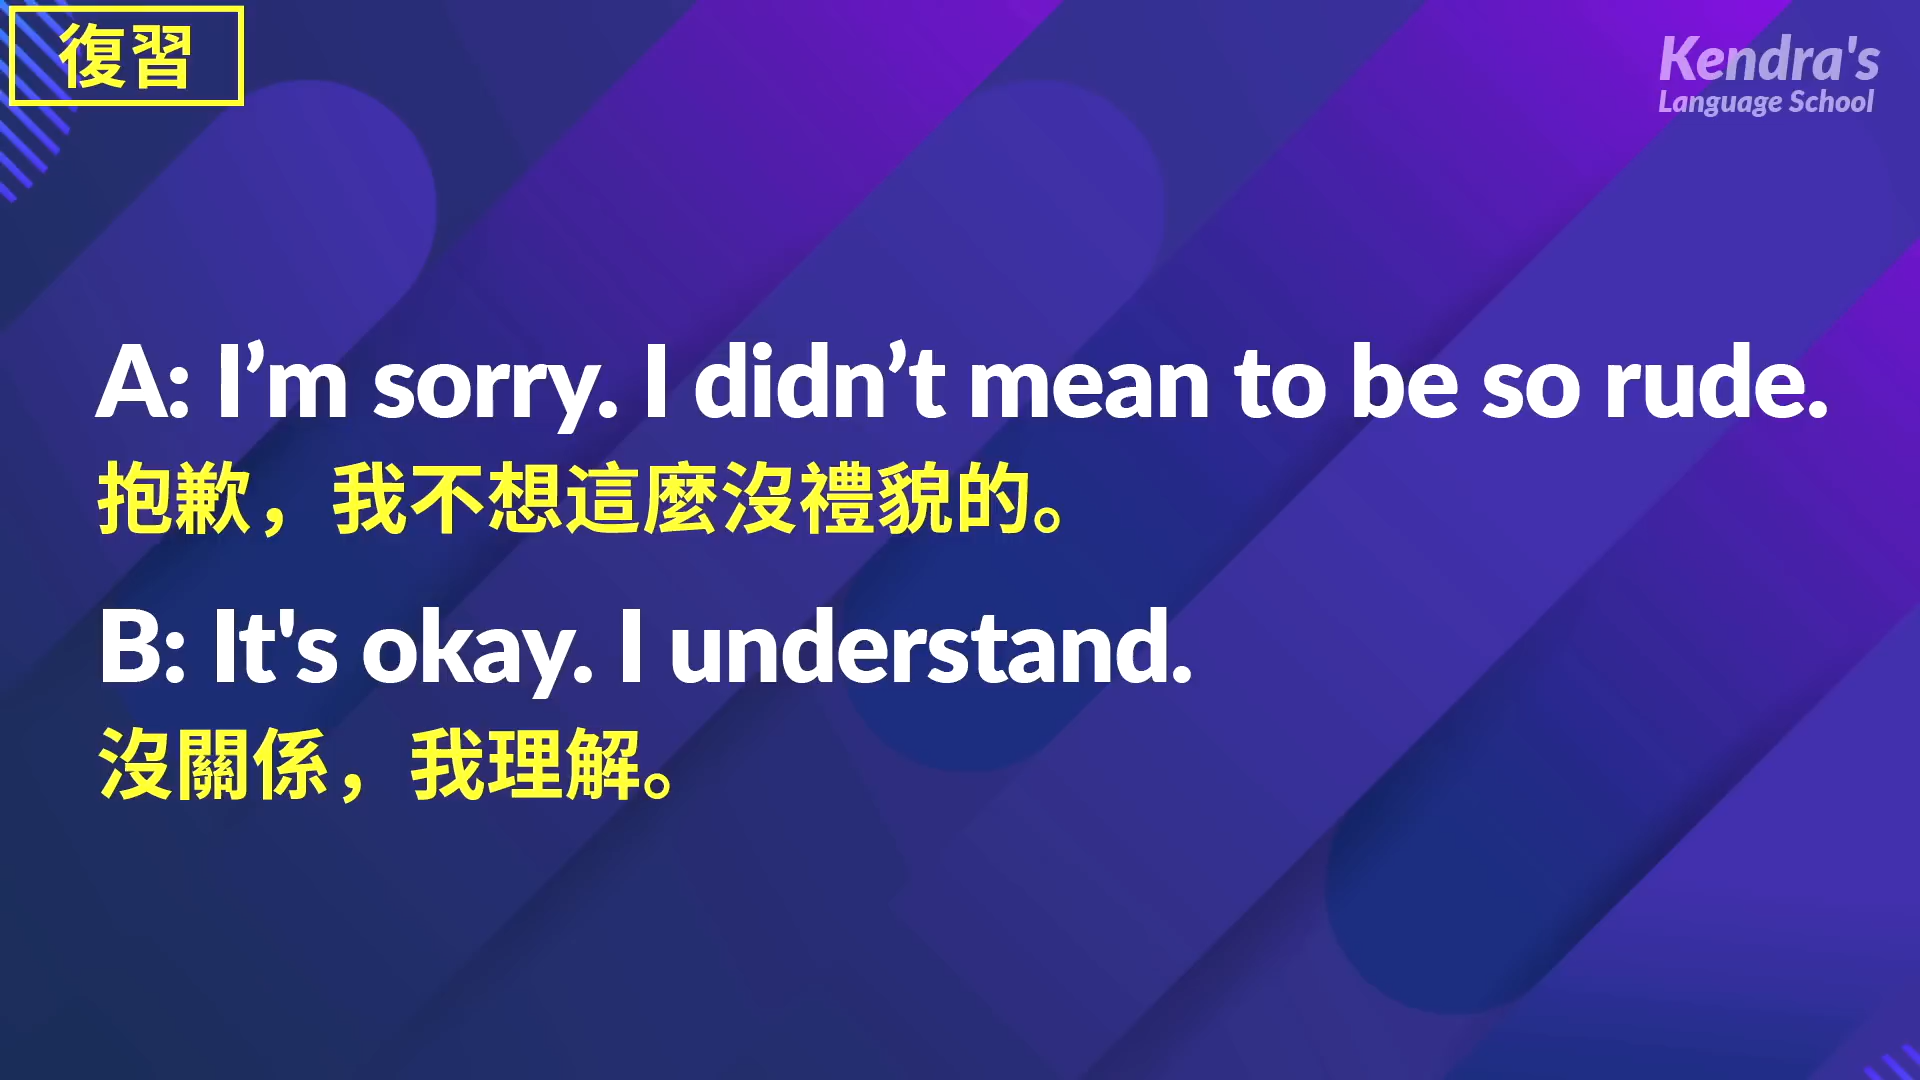 復習
Kendra's
Language School
A: I’m sorry. I didn’t mean to be so rude.
抱歉，我不想這麼沒禮貌的。
B: It's okay. I understand.
沒關係，我理解。